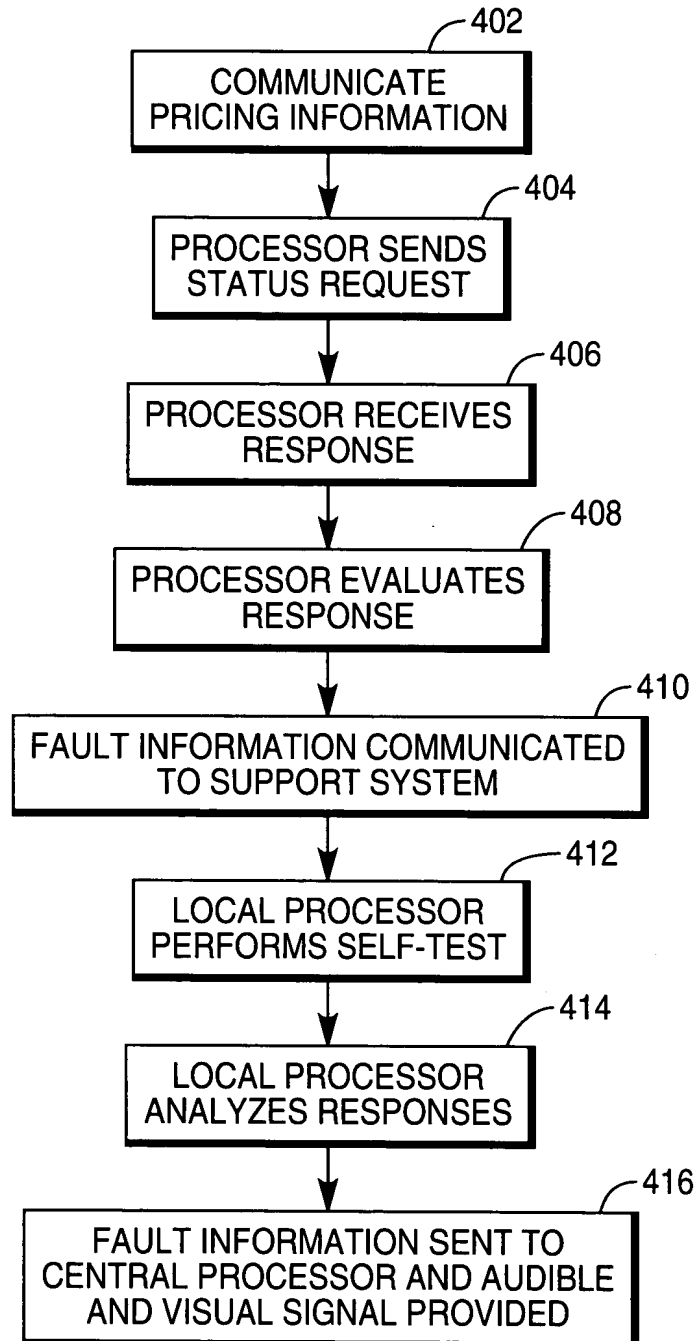 402
COMMUNICATE
PRICING INFORMATION
404
PROCESSOR SENDS
STATUS REQUEST
406
PROCESSOR RECEIVES
RESPONSE
408
PROCESSOR EVALUATES
RESPONSE
410
FAULT INFORMATION COMMUNICATED
TO SUPPORT SYSTEM
412
LOCAL PROCESSOR
PERFORMS SELF-TEST
414
LOCAL PROCESSOR
ANALYZES RESPONSES
416
FAULT INFORMATION SENT TO
CENTRAL PROCESSOR AND AUDIBLE
AND VISUAL SIGNAL PROVIDED